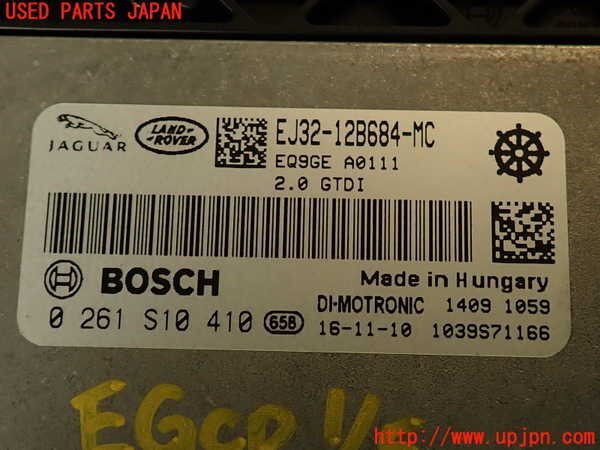 USED PARTS JAPAN
JAGUAR
LAND-
ROVER
EJ32-12B684-MC
EQ9GE A0111
2.0 GTDI
BOSCH
Made in Hungary
DI-MOTRONIC 1409 1059
0 261 S10 410 658
16-11-10 1039S71166
EGCP
http://www.upjpn.com/